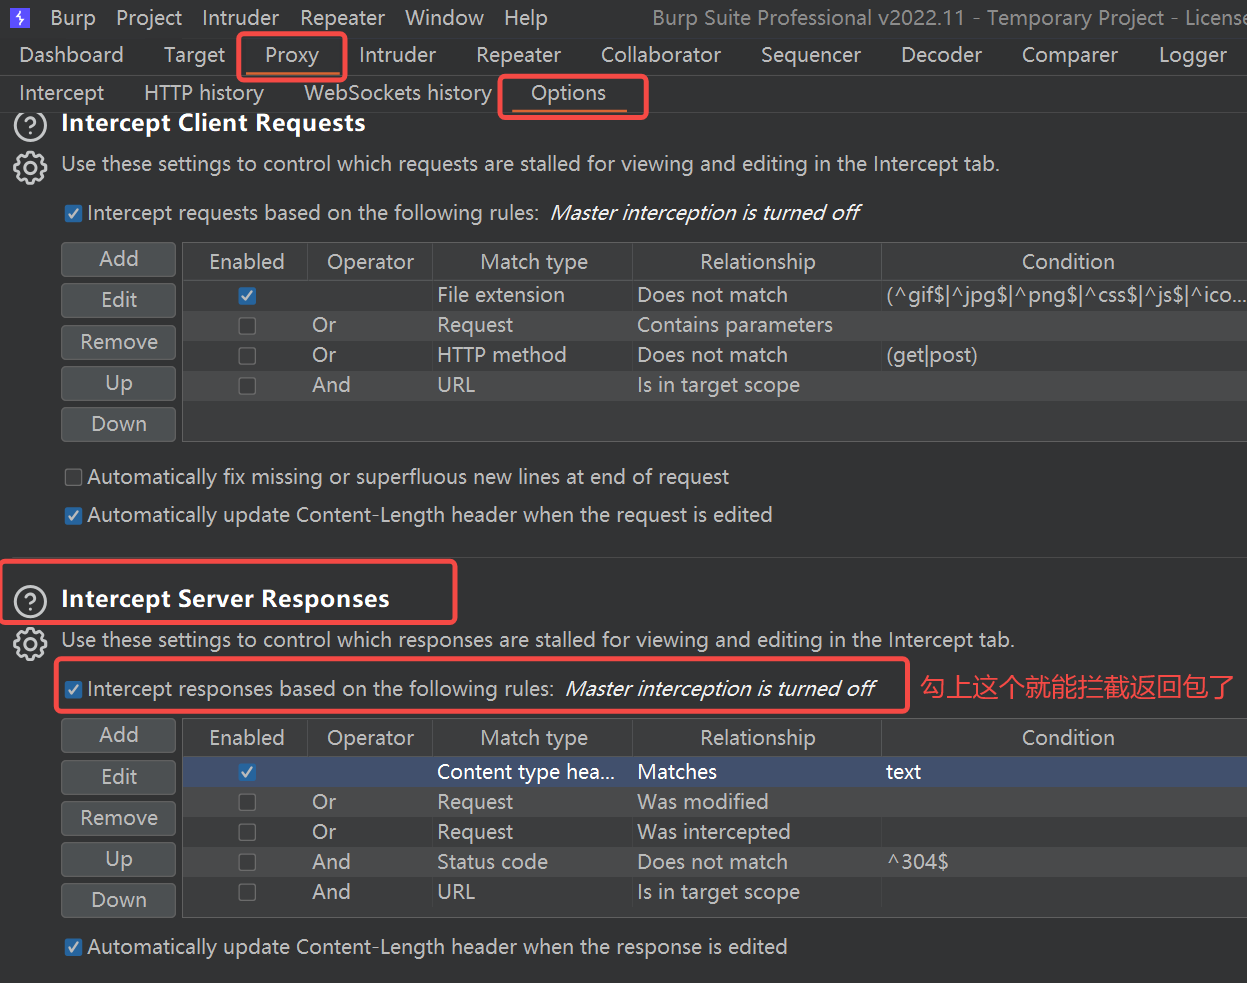 Burp Project Intruder Repeater Window Help Burp Suite Professional v2022.11 - Temporary Project - License
Dashboard Target Proxy Intruder Repeater Collaborator Sequencer Decoder Comparer Logger
Intercept HTTP history WebSockets history Options
Intercept Client Requests
Use these settings to control which requests are stalled for viewing and editing in the Intercept tab.
Intercept requests based on the following rules: Master interception is turned off
Add
Edit
Remove
Up
Down
Enabled Operator Match type Relationship Condition
File extension Does not match (^gif$|^jpg$|^png$|^css$|^js$|^ico...
Or Request Contains parameters
Or HTTP method Does not match (get|post)
And URL Is in target scope
Automatically fix missing or superfluous new lines at end of request
Automatically update Content-Length header when the request is edited
Intercept Server Responses
Use these settings to control which responses are stalled for viewing and editing in the Intercept tab.
Intercept responses based on the following rules: Master interception is turned off 勾上这个就能拦截返回包了
Add
Edit
Remove
Up
Down
Enabled Operator Match type Relationship Condition
Content type hea... Matches text
Or Request Was modified
Or Request Was intercepted
And Status code Does not match ^304$
And URL Is in target scope
Automatically update Content-Length header when the response is edited